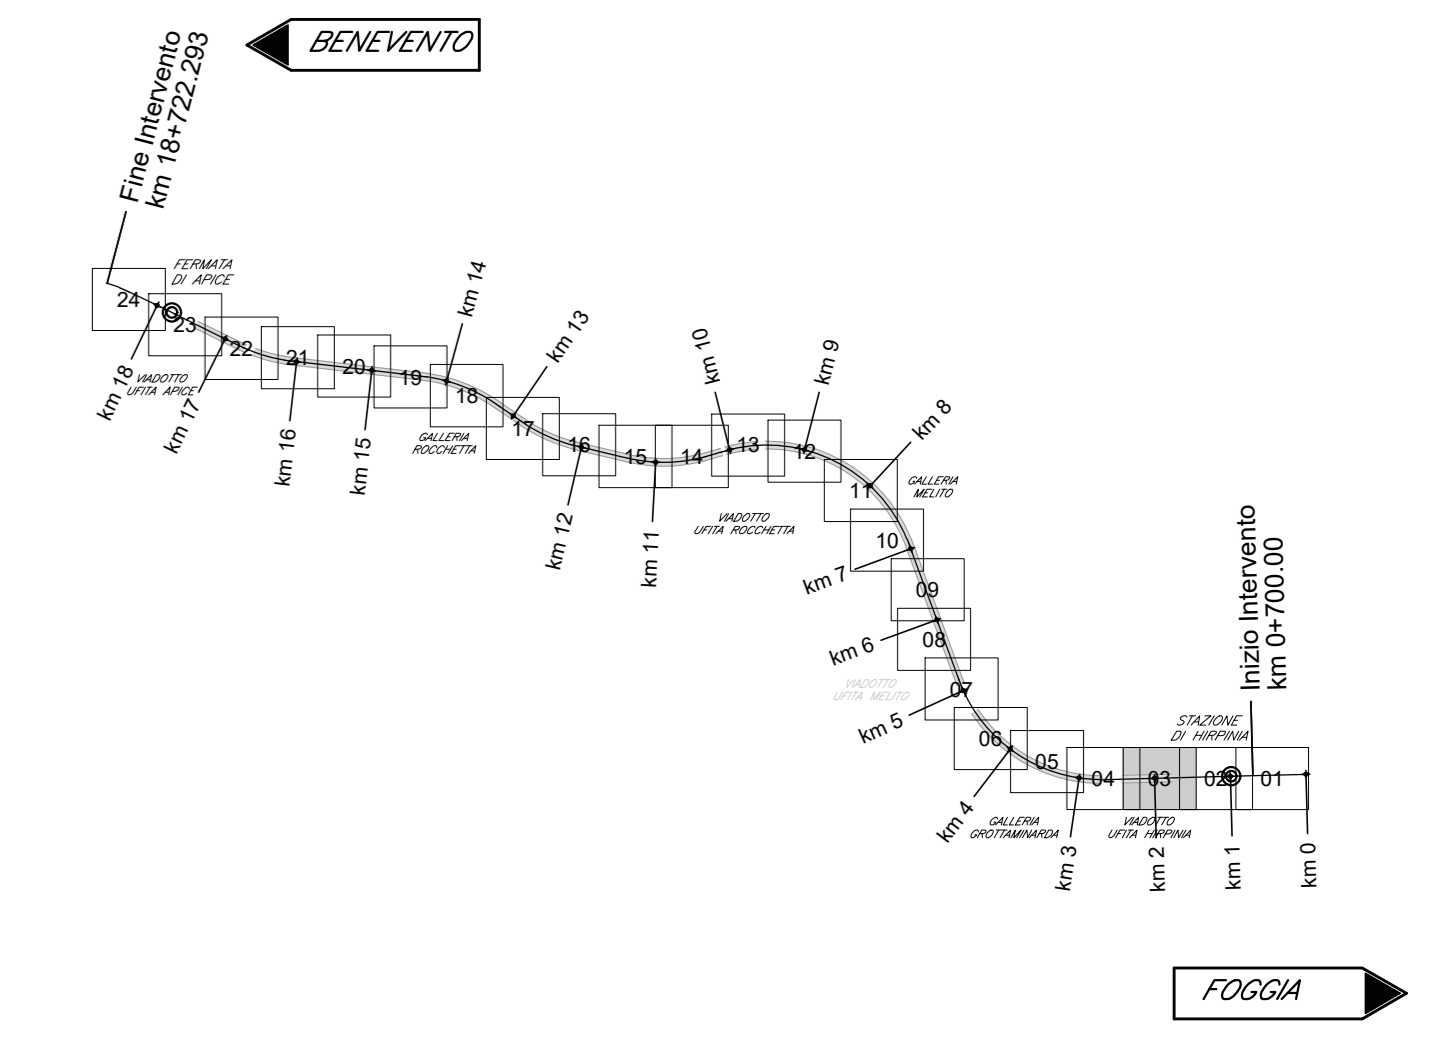 BENEVENTO
Fine Intervento
km 18+722.293
FERMATA
DI APICE
24
23
22
21
20
19
18
17
16
15
14
13
12
11
10
09
08
07
06
05
04
03
02
01
km 18
VIADOTTO
UFITA APICE
km 17
km 16
km 15
km 14
GALLERIA
ROCCHETTA
km 13
km 12
km 11
km 10
VIADOTTO
UFITA ROCCHETTA
km 9
km 8
GALLERIA
MELITO
km 7
km 6
VIADOTTO
UFITA MELITO
km 5
km 4
GALLERIA
GROTTAMINARDA
km 3
VIADOTTO
UFITA HIRPINIA
km 2
STAZIONE
DI HIRPINIA
km 1
Inizio Intervento
km 0+700.00
km 0
FOGGIA